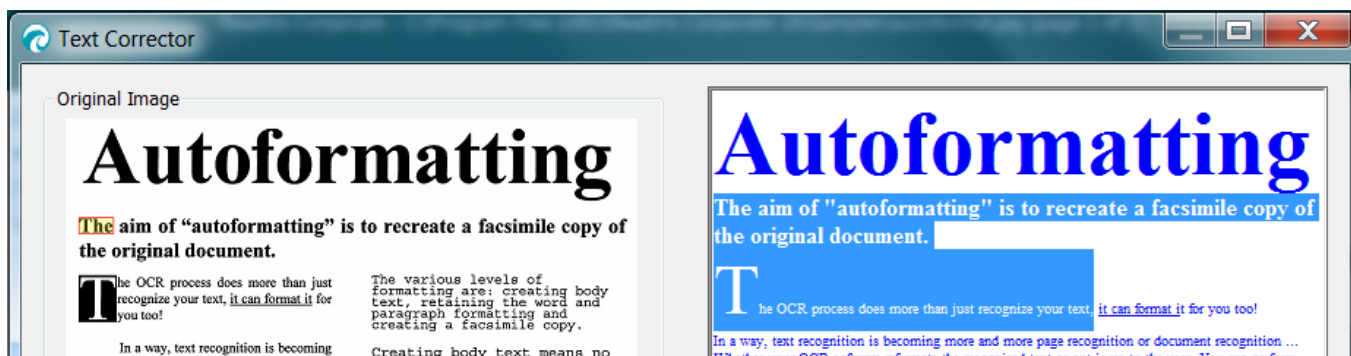 Text Corrector
Original Image
Autoformatting
The aim of “autoformatting” is to recreate a facsimile copy of
the original document.
The OCR process does more than just
recognize your text, it can format it for
you too!
In a way, text recognition is becoming
The various levels of
formatting are: creating body
text, retaining the word and
paragraph formatting and
creating a facsimile copy.
Creating body text means no
Autoformatting
The aim of "autoformatting" is to recreate a facsimile copy of
the original document.
The OCR process does more than just recognize your text, it can format it for you too!
In a way, text recognition is becoming more and more page recognition or document recognition ...